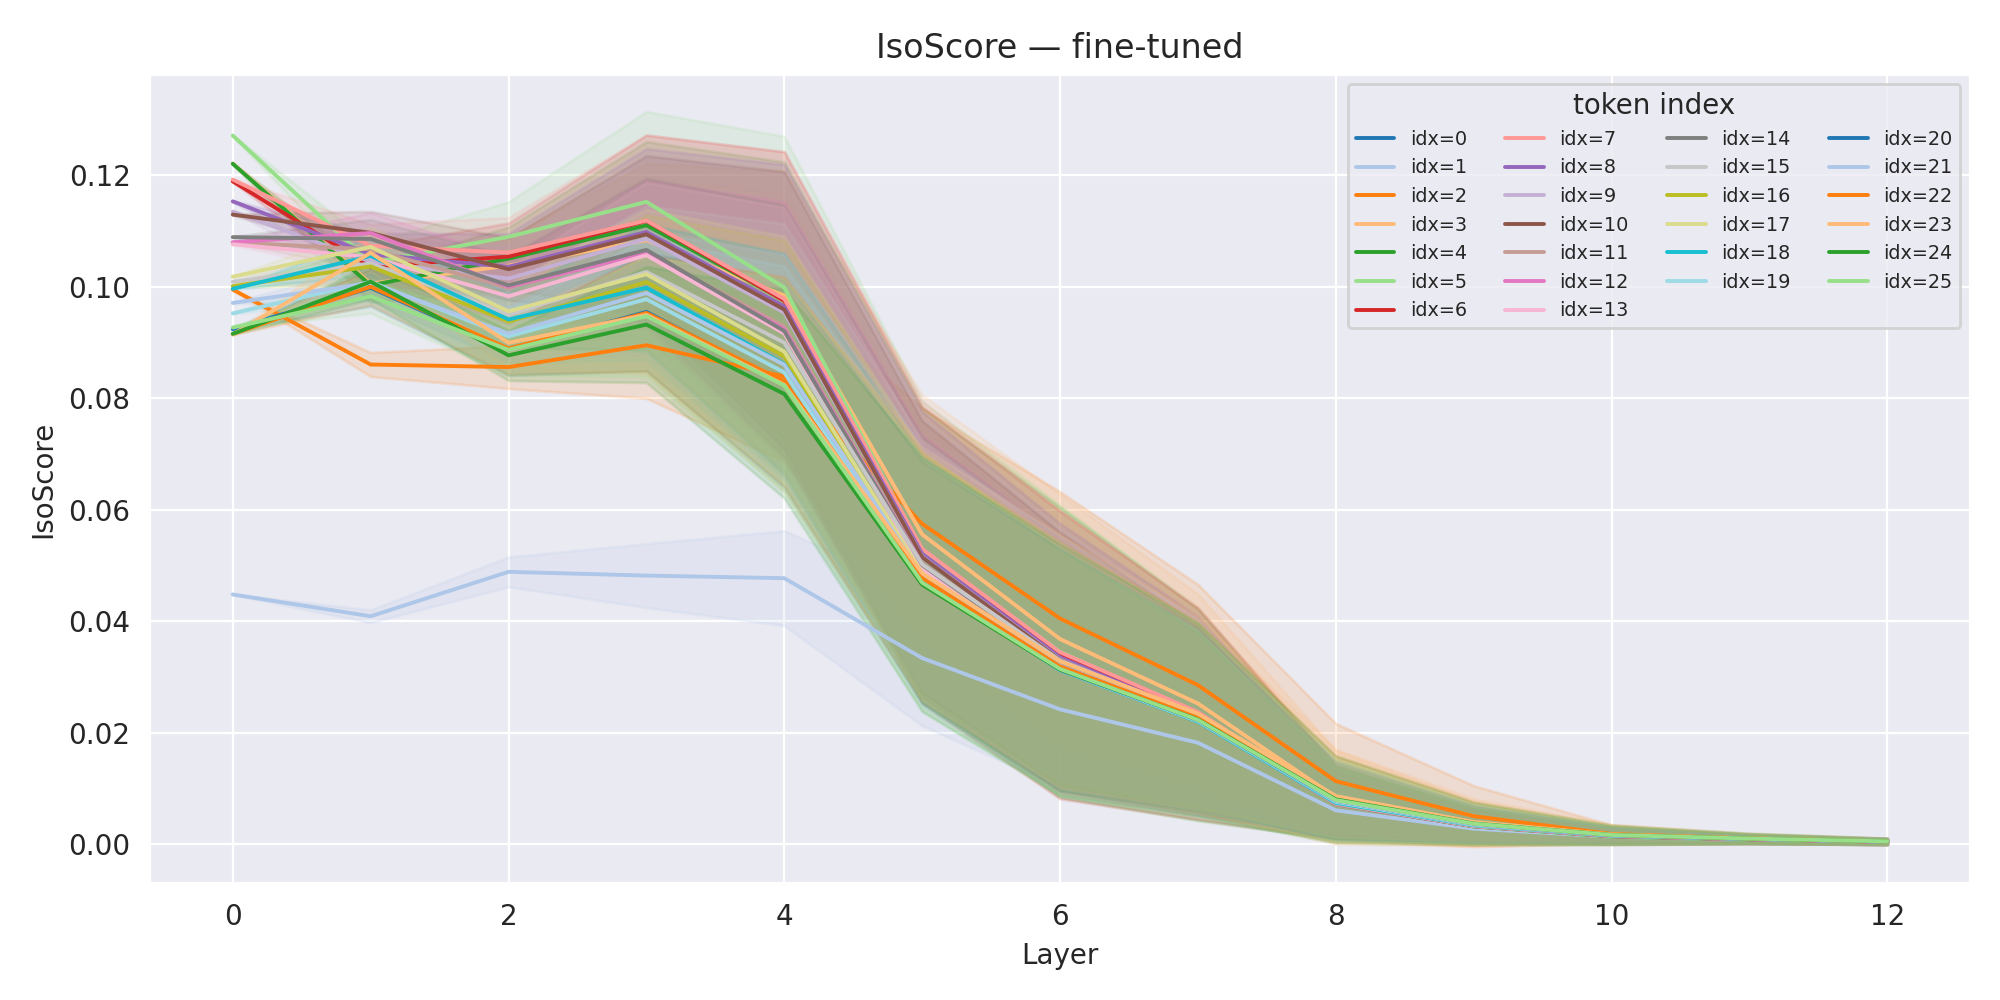 IsoScore — fine-tuned
token index
idx=0 idx=7 idx=14 idx=20
idx=1 idx=8 idx=15 idx=21
idx=2 idx=9 idx=16 idx=22
idx=3 idx=10 idx=17 idx=23
idx=4 idx=11 idx=18 idx=24
idx=5 idx=12 idx=19 idx=25
idx=6 idx=13
IsoScore
0.12
0.10
0.08
0.06
0.04
0.02
0.00
0 2 4 6 8 10 12
Layer